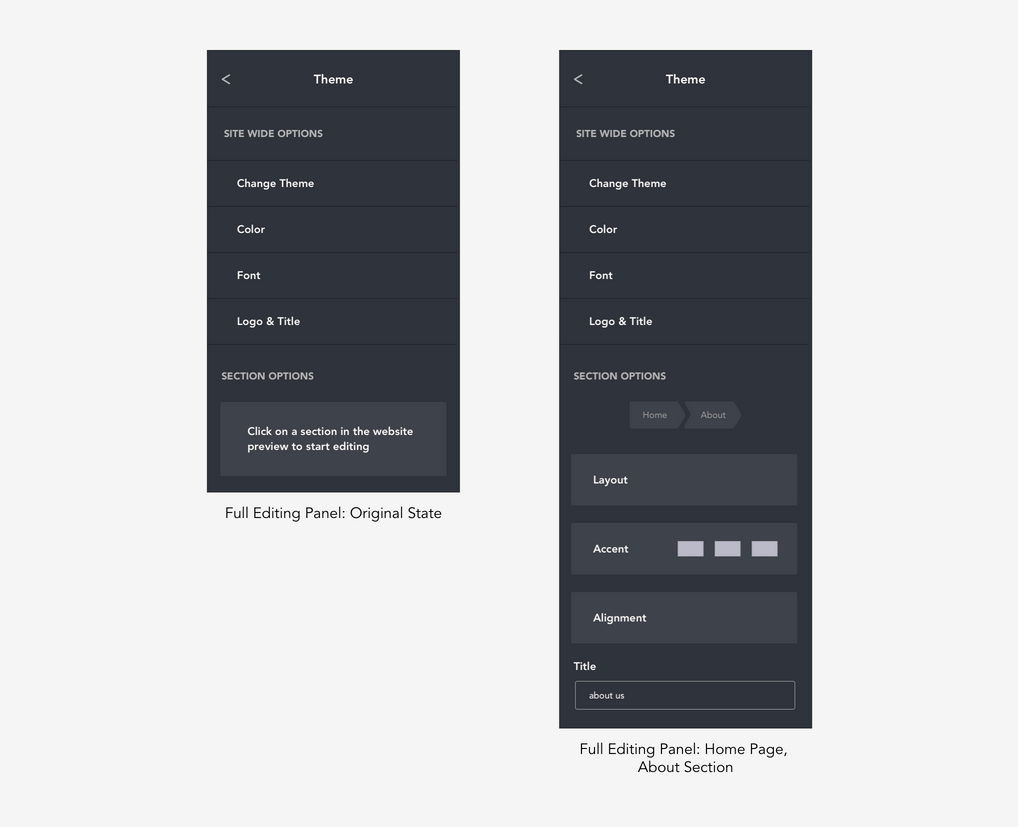 < Theme
SITE WIDE OPTIONS
Change Theme
Color
Font
Logo & Title
SECTION OPTIONS
Click on a section in the website
preview to start editing
Full Editing Panel: Original State
< Theme
SITE WIDE OPTIONS
Change Theme
Color
Font
Logo & Title
SECTION OPTIONS
Home About
Layout
Accent
Alignment
Title
about us
Full Editing Panel: Home Page,
About Section